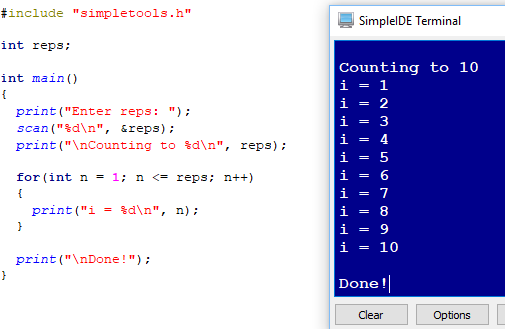 #include "simpletools.h"
int reps;
int main()
{
  print("Enter reps: ");
  scan("%d\n", &reps);
  print("\nCounting to %d\n", reps);
  for(int n = 1; n <= reps; n++)
  {
    print("i = %d\n", n);
  }
  print("\nDone!");
}
SimpleIDE Terminal
Counting to 10
i = 1
i = 2
i = 3
i = 4
i = 5
i = 6
i = 7
i = 8
i = 9
i = 10
Done!
Clear
Options